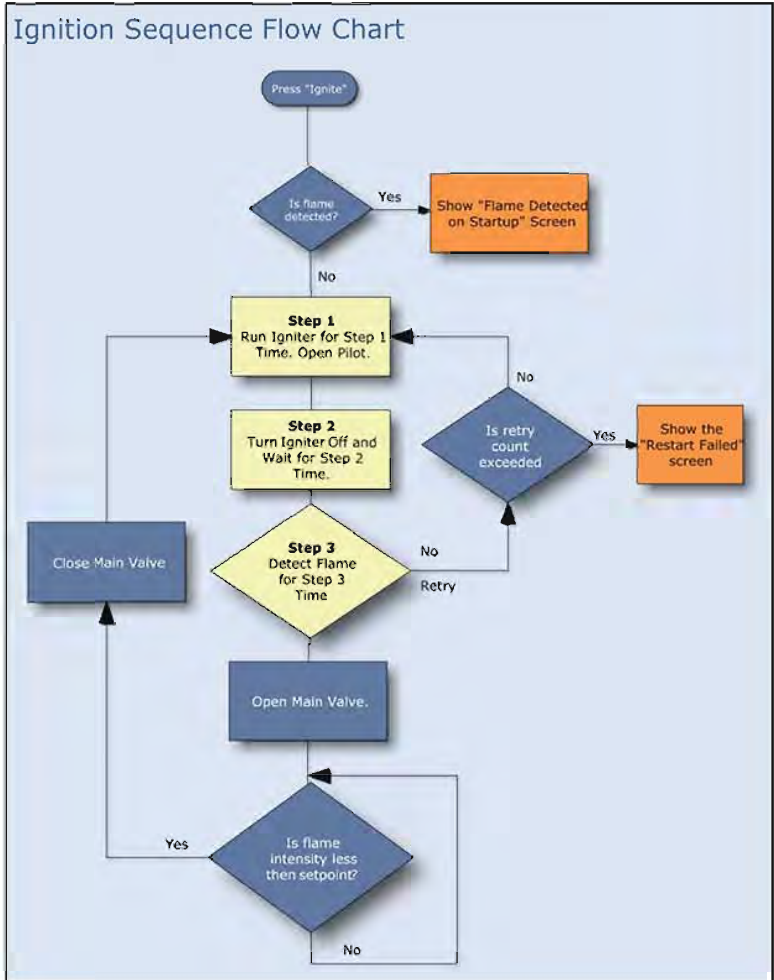 Ignition Sequence Flow Chart
Press "Ignite"
Is flame
detected?
Yes
Show "Flame Detected
on Startup" Screen
No
Step 1
Run Igniter for Step 1
Time. Open Pilot.
No
Step 2
Turn Igniter Off and
Wait for Step 2
Time.
Is retry
count
exceeded
Yes
Show the
"Restart Failed"
screen
Step 3
Detect Flame
for Step 3
Time
No
Retry
Close Main Valve
Open Main Valve.
Is flame
intensity less
then setpoint?
Yes
No